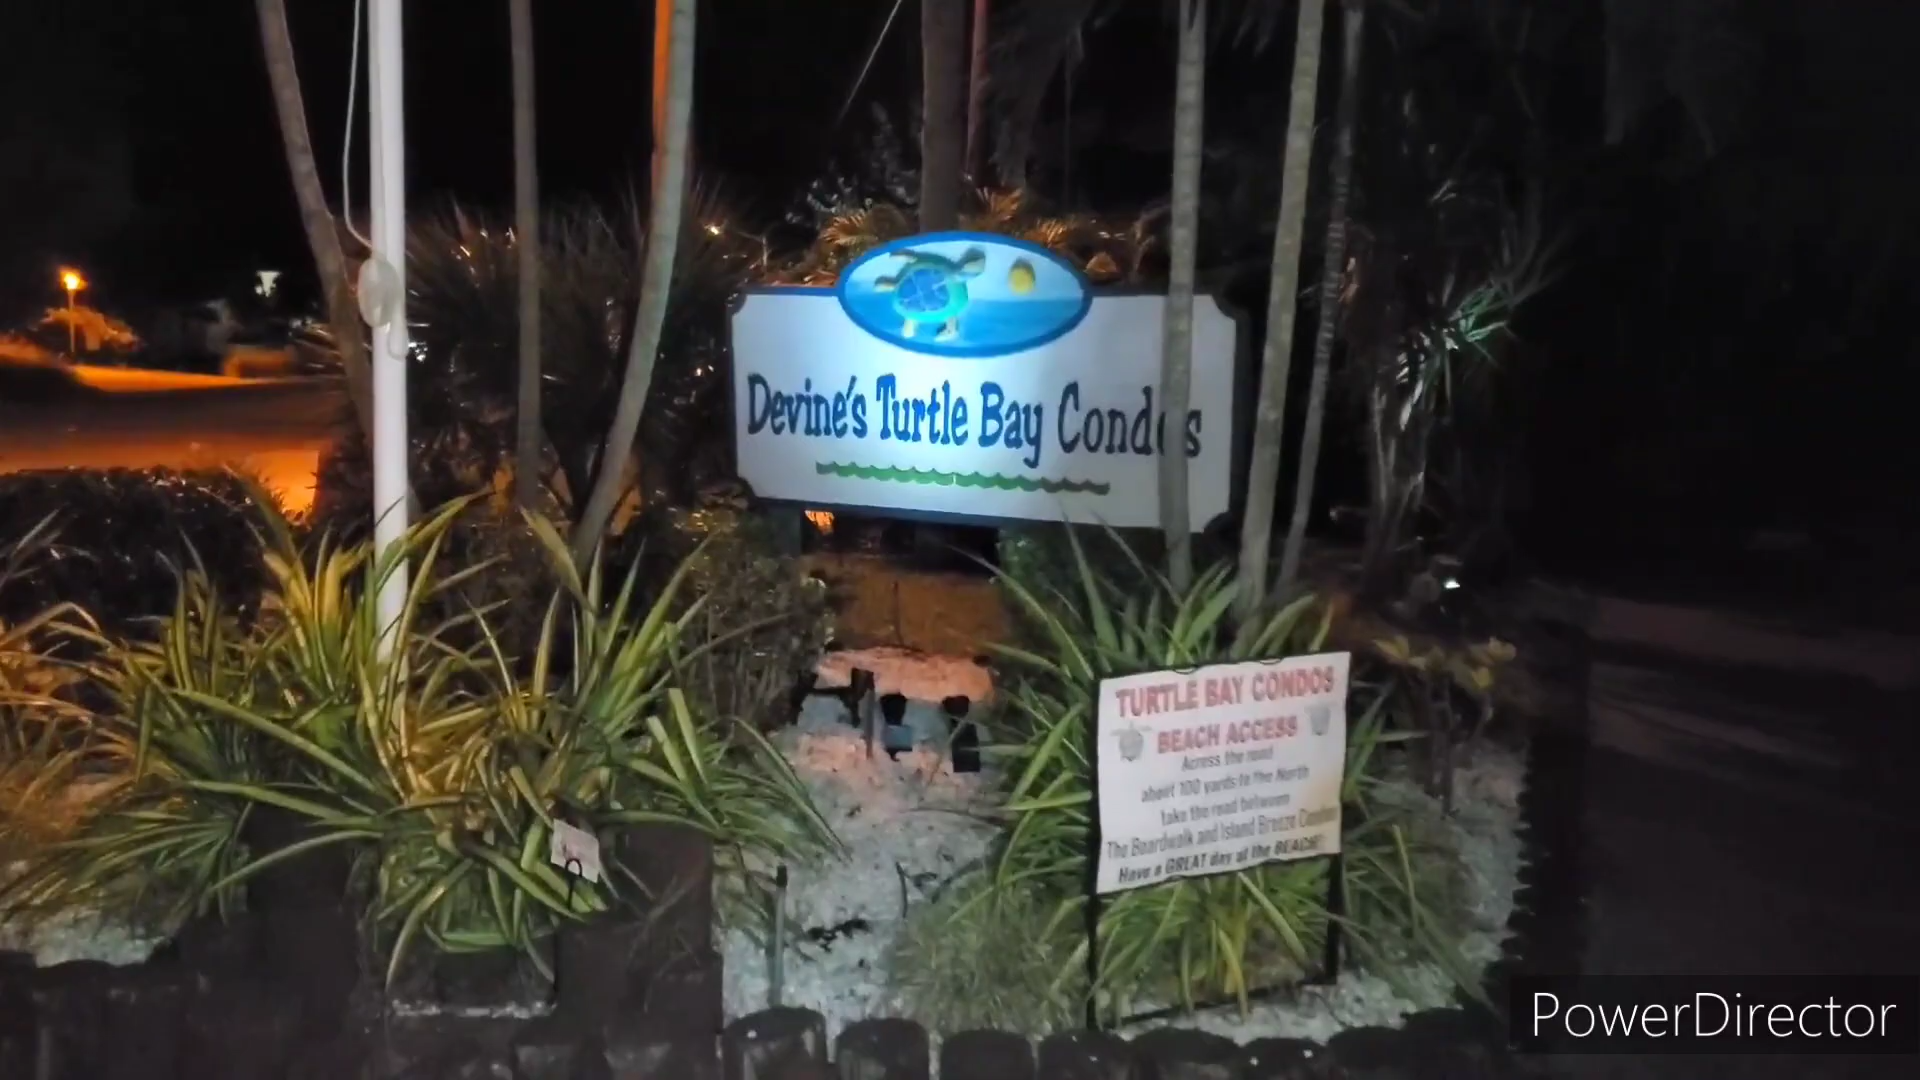 Devine's Turtle Bay Condos
TURTLE BAY CONDOS
BEACH ACCESS
Across the road
about 100 yards to the North
take the road between
The Boardwalk and Island Breeze
Have a GREAT day at the BEACH!
PowerDirector